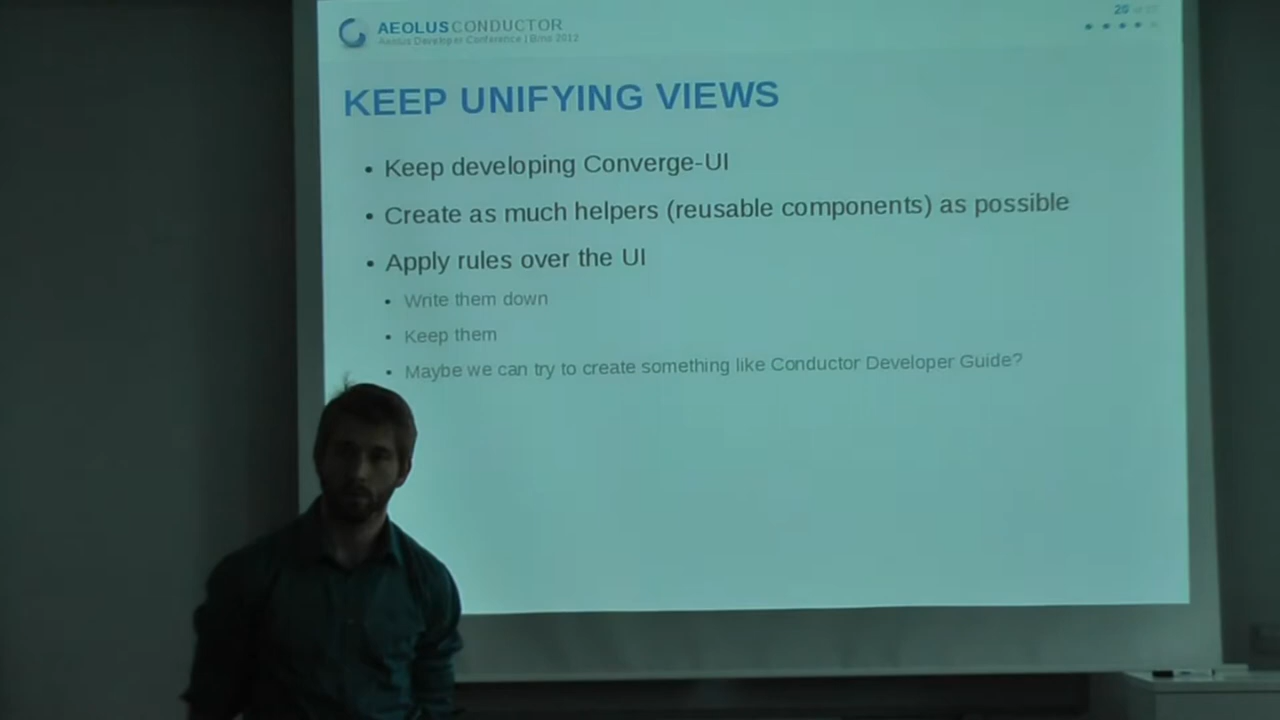 AEOLUSCONDUCTOR
Aeolus Developer Conference | Brno 2012
KEEP UNIFYING VIEWS
• Keep developing Converge-UI
• Create as much helpers (reusable components) as possible
• Apply rules over the UI
• Write them down
• Keep them
• Maybe we can try to create something like Conductor Developer Guide?